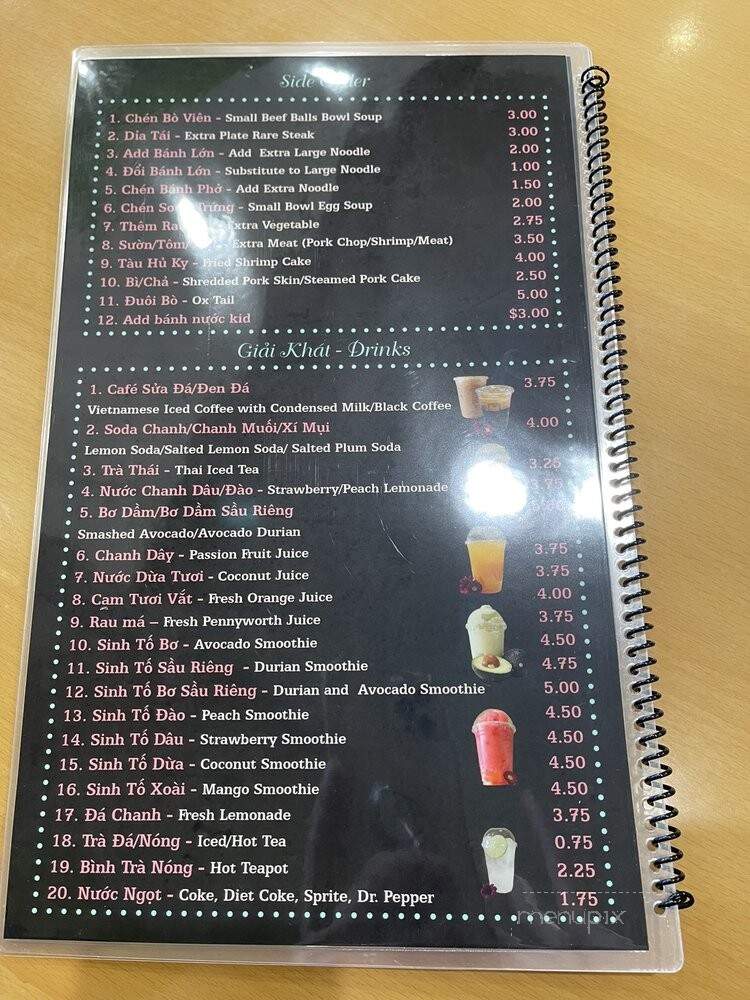 Side
1. Chén Bò Viên - Small Beef Balls Bowl Soup 3.00
2. Dĩa Tái - Extra Plate Rare Steak 3.00
3. Add Bánh Lớn - Add Extra Large Noodle 2.00
4. Đổi Bánh Lớn - Substitute to Large Noodle 1.00
5. Chén Bánh Phở - Add Extra Noodle 1.50
6. Chén Trứng - Small Bowl Egg Soup 2.00
7. Thêm Extra Vegetable 2.75
8. Sườn/Tôm/ - Extra Meat (Pork Chop/Shrimp/Meat) 3.50
9. Tàu Hủ Ky - Fried Shrimp Cake 4.00
10. Bì/Chả - Shredded Pork Skin/Steamed Pork Cake 2.50
11. Đuôi Bò - Ox Tail 5.00
12. Add bánh nước kid $3.00
Giải Khát - Drinks
1. Café Sửa Đá/Đen Đá 3.75
Vietnamese Iced Coffee with Condensed Milk/Black Coffee
2. Soda Chanh/Chanh Muối/Xí Mụi 4.00
Lemon Soda/Salted Lemon Soda/ Salted Plum Soda
3. Trà Thái - Thai Iced Tea 3.25
4. Nước Chanh Dâu/Đào - Strawberry/Peach Lemonade 3.75
5. Bơ Dầm/Bơ Dầm Sầu Riêng
Smashed Avocado/Avocado Durian
6. Chanh Dây - Passion Fruit Juice 3.75
7. Nước Dừa Tươi - Coconut Juice 3.75
8. Cam Tươi Vắt - Fresh Orange Juice 4.00
9. Rau má – Fresh Pennyworth Juice 3.75
10. Sinh Tố Bơ - Avocado Smoothie 4.50
11. Sinh Tố Sầu Riêng - Durian Smoothie 4.75
12. Sinh Tố Bơ Sầu Riêng - Durian and Avocado Smoothie 5.00
13. Sinh Tố Đào - Peach Smoothie 4.50
14. Sinh Tố Dâu - Strawberry Smoothie 4.50
15. Sinh Tố Dừa - Coconut Smoothie 4.50
16. Sinh Tố Xoài - Mango Smoothie 4.50
17. Đá Chanh - Fresh Lemonade 3.75
18. Trà Đá/Nóng - Iced/Hot Tea 0.75
19. Bình Trà Nóng - Hot Teapot 2.25
20. Nước Ngọt - Coke, Diet Coke, Sprite, Dr. Pepper 1.75
menupix